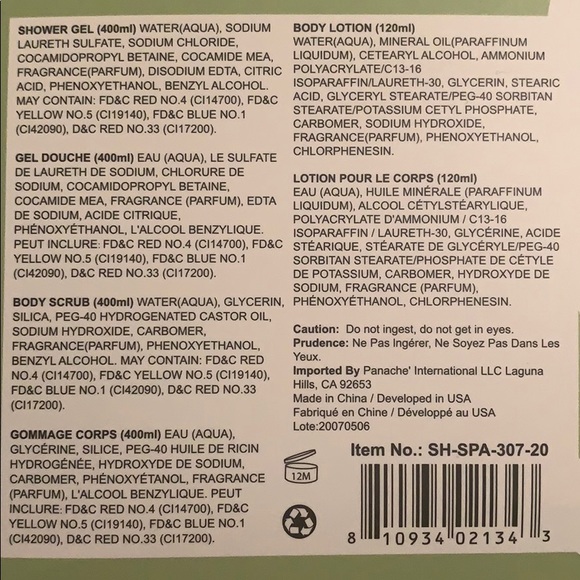 SHOWER GEL (400ml) WATER(AQUA), SODIUM
LAURETH SULFATE, SODIUM CHLORIDE,
COCAMIDOPROPYL BETAINE, COCAMIDE MEA,
FRAGRANCE(PARFUM), DISODIUM EDTA, CITRIC
ACID, PHENOXYETHANOL, BENZYL ALCOHOL.
MAY CONTAIN: FD&C RED NO.4 (CI14700), FD&C
YELLOW NO.5 (CI19140), FD&C BLUE NO.1
(CI42090), D&C RED NO.33 (CI17200).
GEL DOUCHE (400ml) EAU (AQUA), LE SULFATE
DE LAURETH DE SODIUM, CHLORURE DE
SODIUM, COCAMIDOPROPYL BETAINE,
COCAMIDE MEA, FRAGRANCE (PARFUM), EDTA
DE SODIUM, ACIDE CITRIQUE,
PHÉNOXYÉTHANOL, L'ALCOOL BENZYLIQUE.
PEUT INCLURE: FD&C RED NO.4 (CI14700), FD&C
YELLOW NO.5 (CI19140), FD&C BLUE NO.1
(CI42090), D&C RED NO.33 (CI17200).
BODY SCRUB (400ml) WATER(AQUA), GLYCERIN,
SILICA, PEG-40 HYDROGENATED CASTOR OIL,
SODIUM HYDROXIDE, CARBOMER,
FRAGRANCE(PARFUM), PHENOXYETHANOL,
BENZYL ALCOHOL. MAY CONTAIN: FD&C RED
NO.4 (CI14700), FD&C YELLOW NO.5 (CI19140),
FD&C BLUE NO.1 (CI42090), D&C RED NO.33
(CI17200).
GOMMAGE CORPS (400ml) EAU (AQUA),
GLYCÉRINE, SILICE, PEG-40 HUILE DE RICIN
HYDROGÉNÉE, HYDROXYDE DE SODIUM,
CARBOMER, PHÉNOXYÉTANOL, FRAGRANCE
(PARFUM), L'ALCOOL BENZYLIQUE. PEUT
INCLURE: FD&C RED NO.4 (CI14700), FD&C
YELLOW NO.5 (CI19140), FD&C BLUE NO.1
(CI42090), D&C RED NO.33 (CI17200).
BODY LOTION (120ml)
WATER(AQUA), MINERAL OIL(PARAFFINUM
LIQUIDUM), CETEARYL ALCOHOL, AMMONIUM
POLYACRYLATE/C13-16
ISOPARAFFIN/LAURETH-30, GLYCERIN, STEARIC
ACID, GLYCERYL STEARATE/PEG-40 SORBITAN
STEARATE/POTASSIUM CETYL PHOSPHATE,
CARBOMER, SODIUM HYDROXIDE,
FRAGRANCE(PARFUM), PHENOXYETHANOL,
CHLORPHENESIN.
LOTION POUR LE CORPS (120ml)
EAU (AQUA), HUILE MINÉRALE (PARAFFINUM
LIQUIDUM), ALCOOL CÉTYLSTÉARYLIQUE,
POLYACRYLATE D'AMMONIUM / C13-16
ISOPARAFFIN / LAURETH-30, GLYCÉRINE, ACIDE
STÉARIQUE, STÉARATE DE GLYCÉRYLE/PEG-40
SORBITAN STEARATE/PHOSPHATE DE CÉTYLE
DE POTASSIUM, CARBOMER, HYDROXYDE DE
SODIUM, FRAGRANCE (PARFUM),
PHÉNOXYÉTHANOL, CHLORPHENESIN.
Caution: Do not ingest, do not get in eyes.
Prudence: Ne Pas Ingérer, Ne Soyez Pas Dans Les
Yeux.
Imported By Panache' International LLC Laguna
Hills, CA 92653
Made in China / Developed in USA
Fabriqué en Chine / Développé au USA
Lote:20070506
Item No.: SH-SPA-307-20
12M
8 10934 02134 3